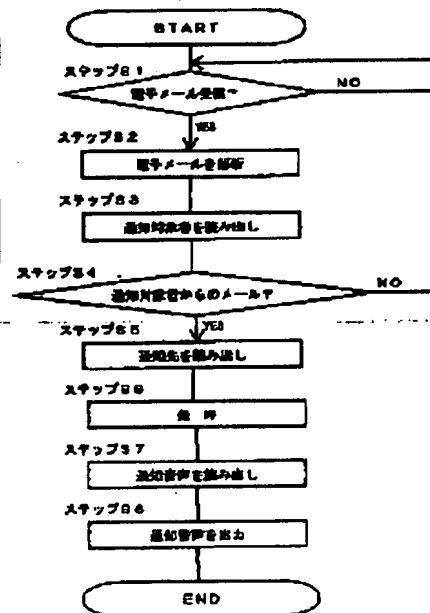 START
ステップS1
電子メール受信?
NO
YES
ステップS2
電子メールを診断
ステップS3
通知対象者を読み出し
ステップS4
通知対象者からのメール?
NO
YES
ステップS5
通知先を読み出し
ステップS6
発呼
ステップS7
通知音声を読み出し
ステップS8
通知音声を出力
END